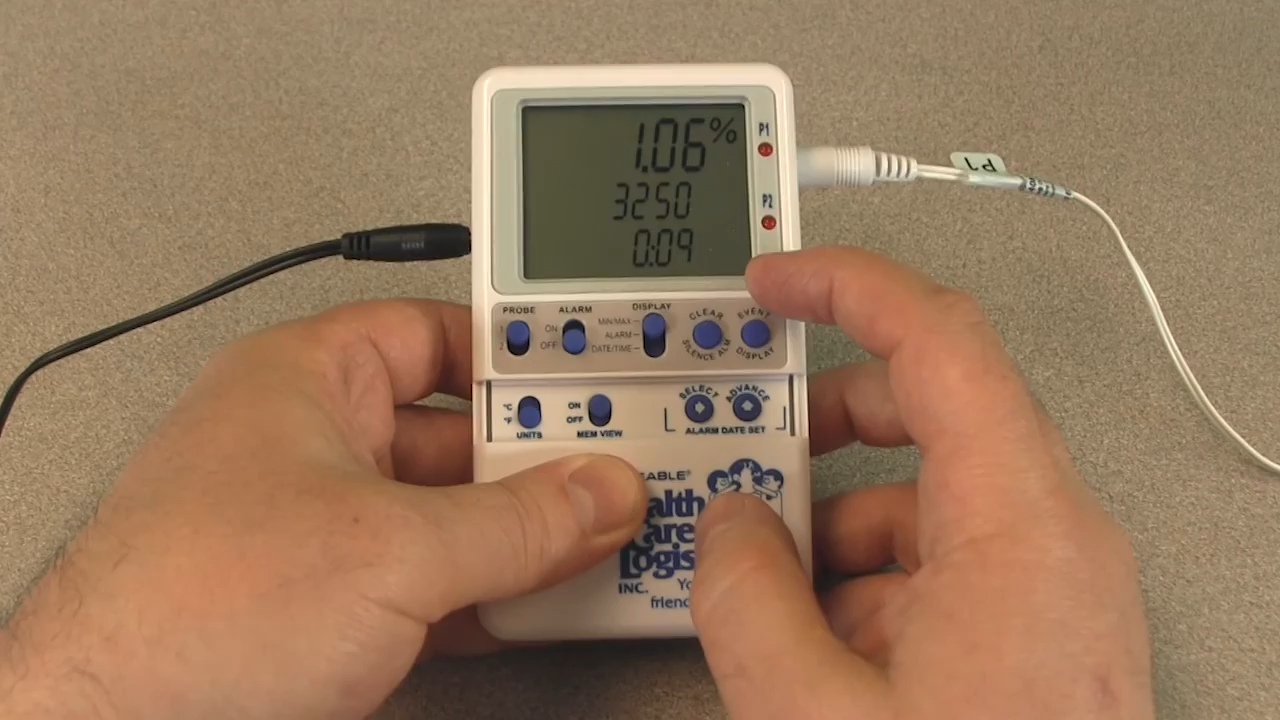 1.06%
3250
0:09
P1
P2
P1
PROBE
1
2
ALARM
ON
OFF
DISPLAY
MIN/MAX
ALARM
DATE/TIME
CLEAR
SILENCE ALM
EVENT
DISPLAY
°C
°F
UNITS
ON
OFF
MEM VIEW
SELECT
ADVANCE
ALARM DATE SET
INC.